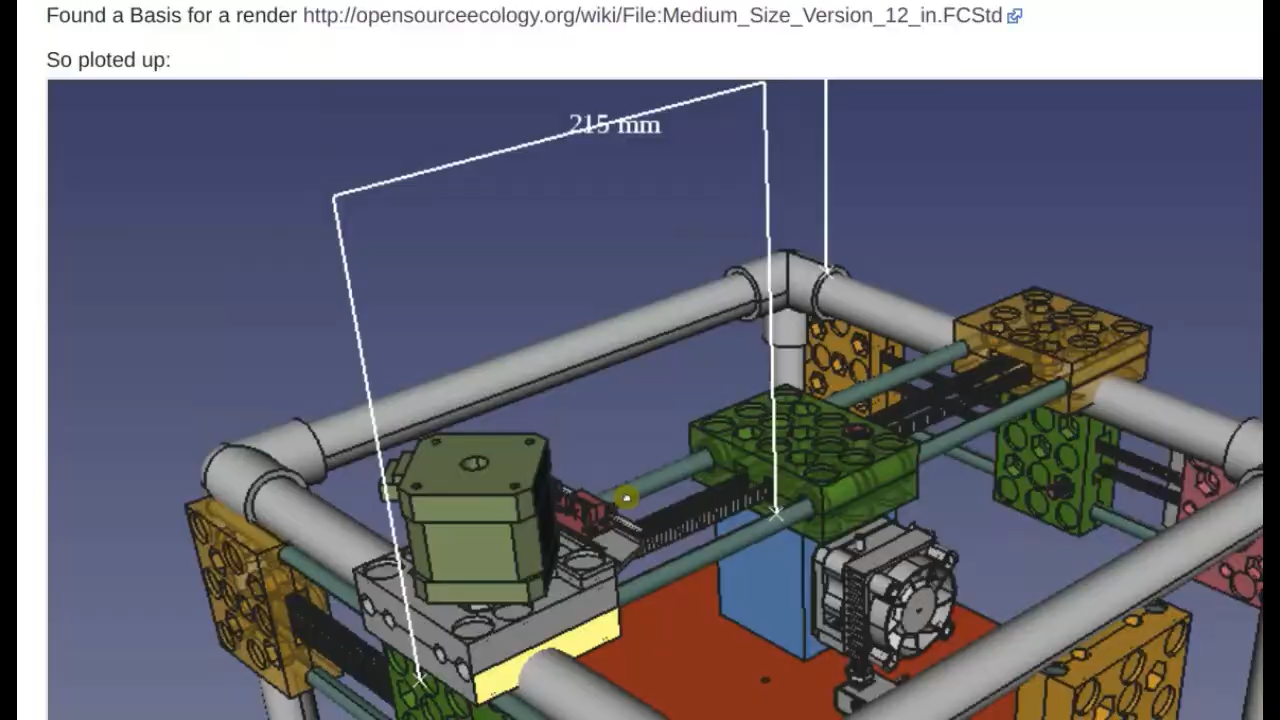 Found a Basis for a render http://opensourceecology.org/wiki/File:Medium_Size_Version_12_in.FCStd
So ploted up:
215 mm